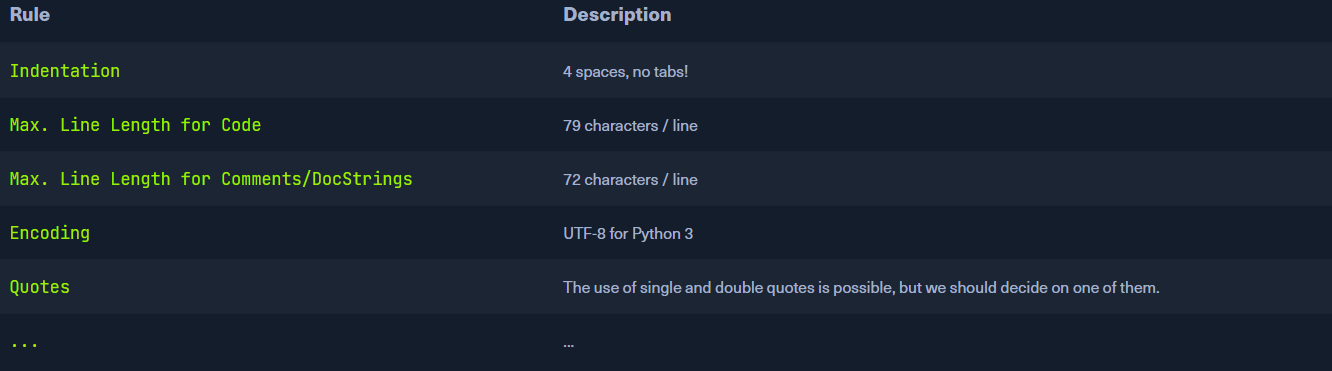 Rule Description
Indentation 4 spaces, no tabs!
Max. Line Length for Code 79 characters / line
Max. Line Length for Comments/DocStrings 72 characters / line
Encoding UTF-8 for Python 3
Quotes The use of single and double quotes is possible, but we should decide on one of them.
... ...